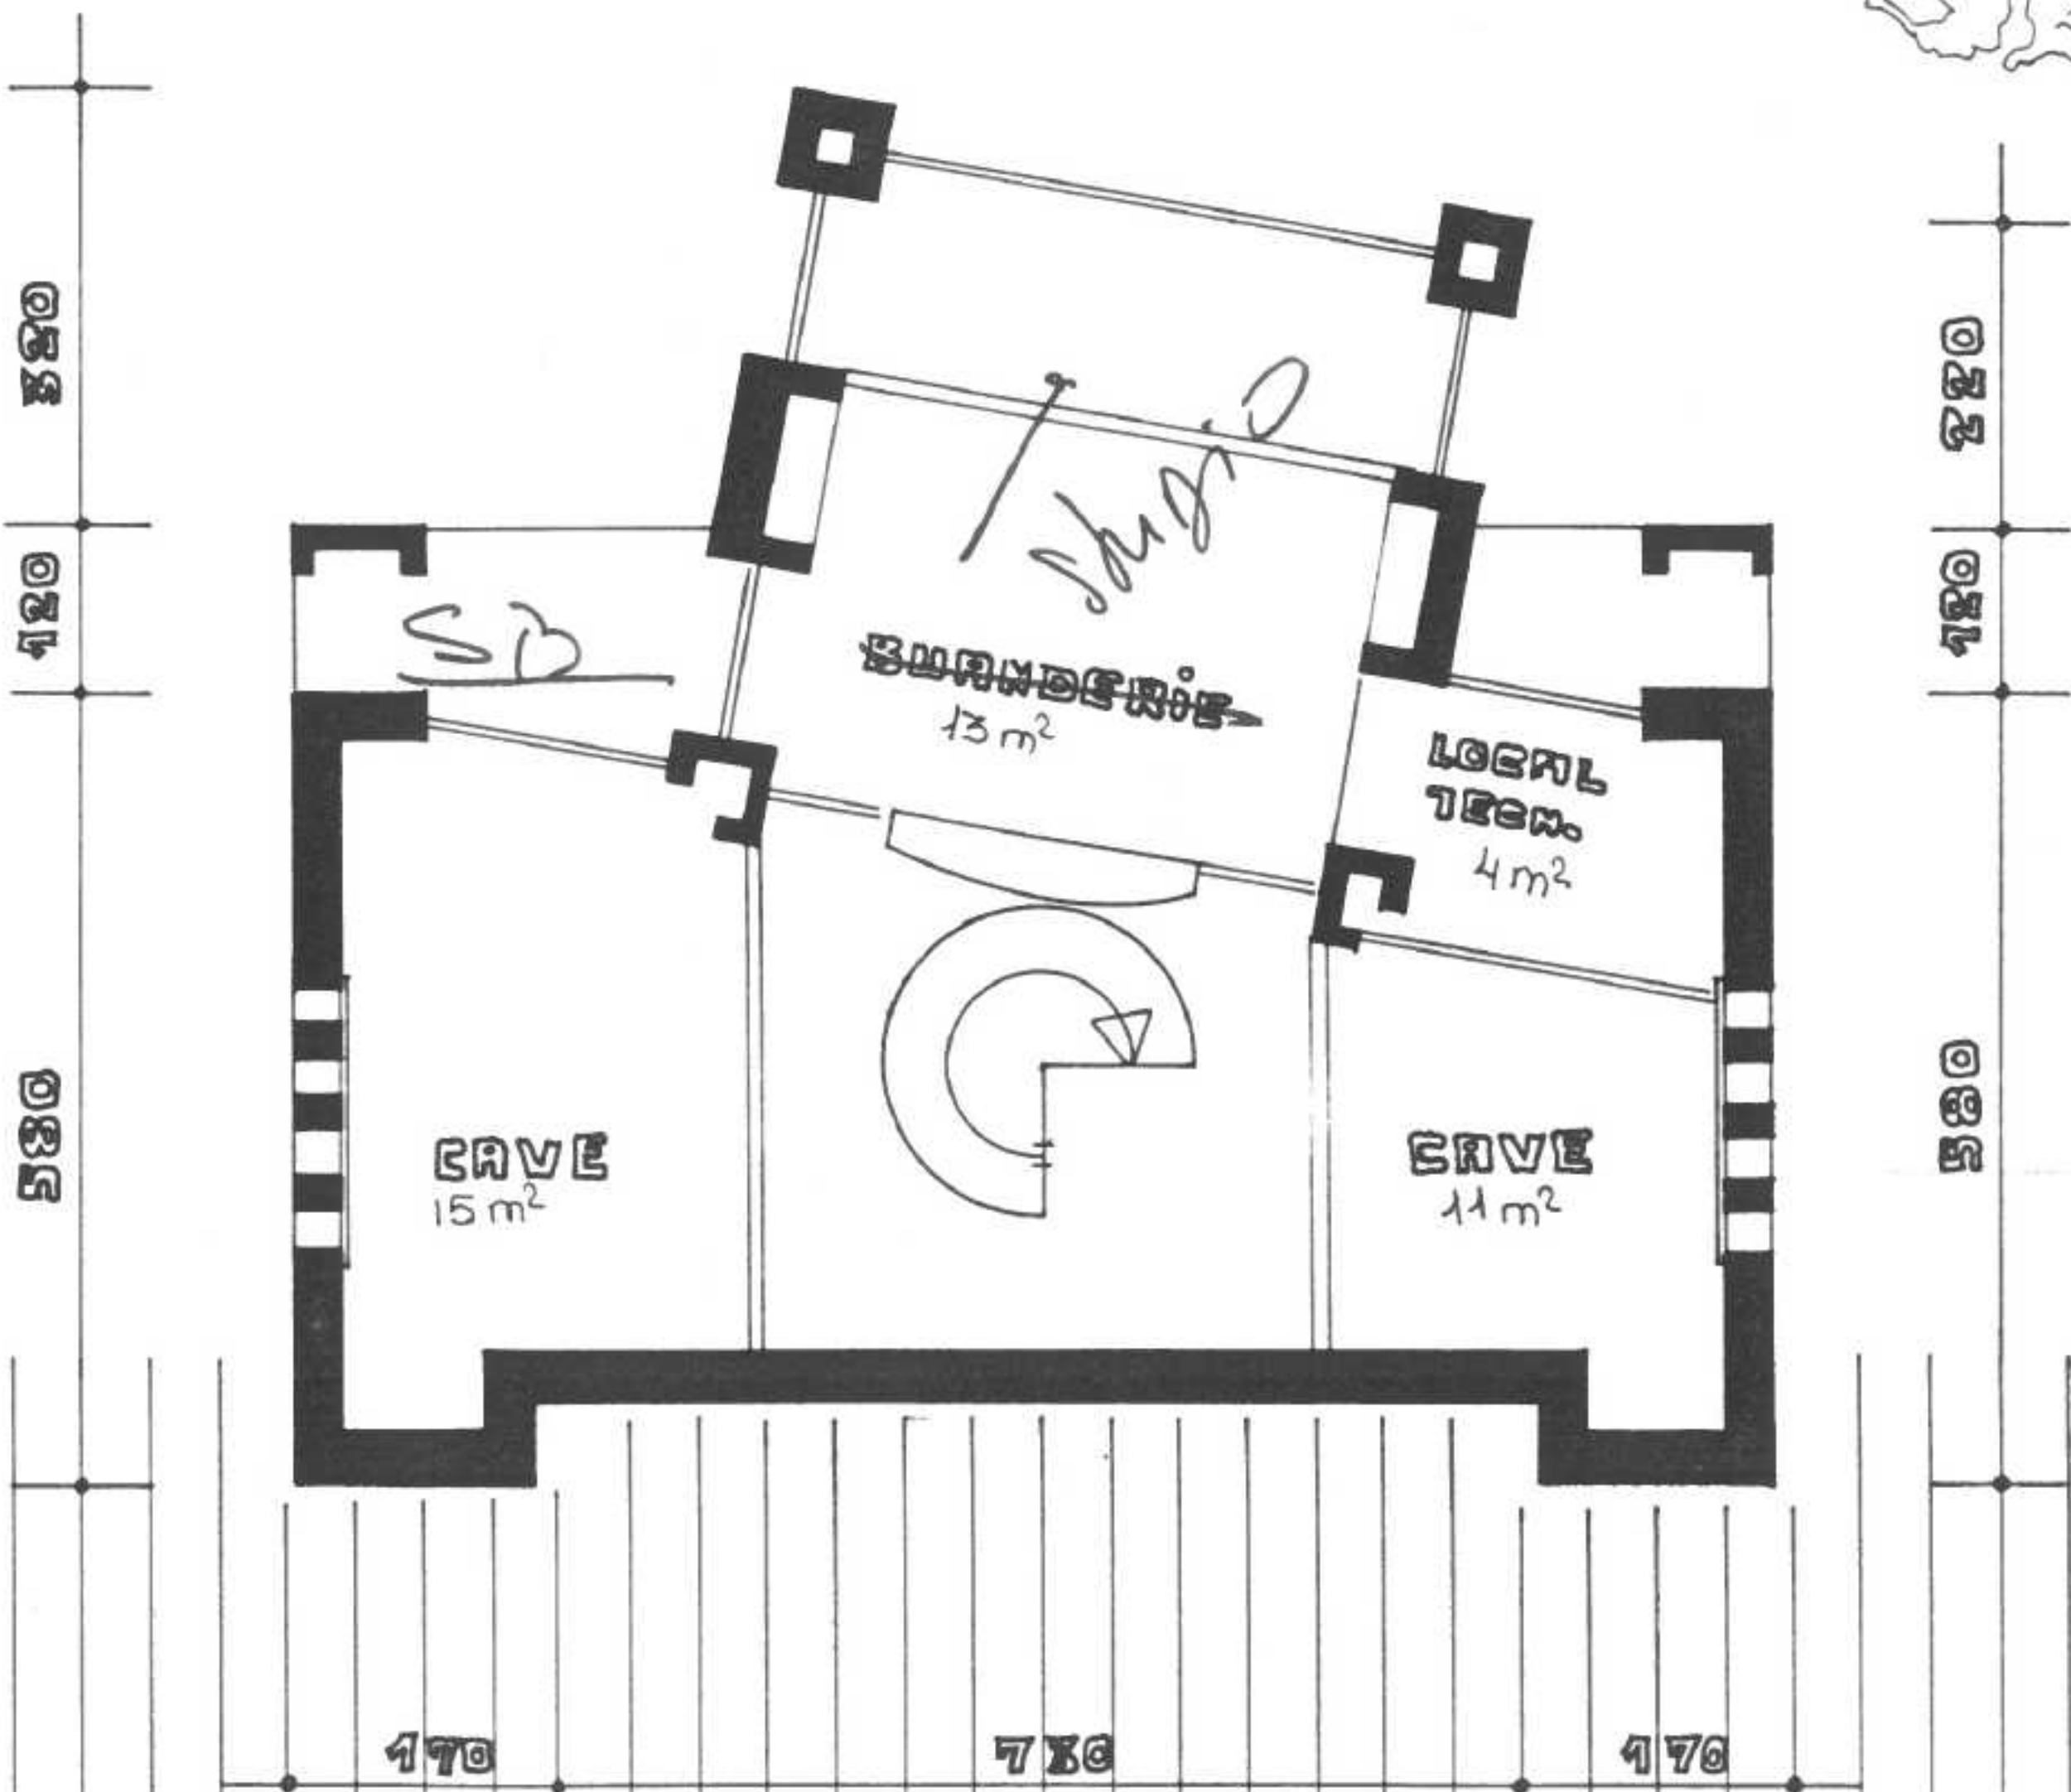 320
220
Studio
120
SB
120
BUANDERIE
13 m²
LOCAL
TECH.
4 m²
580
580
CAVE
15 m²
CAVE
11 m²
170
730
170